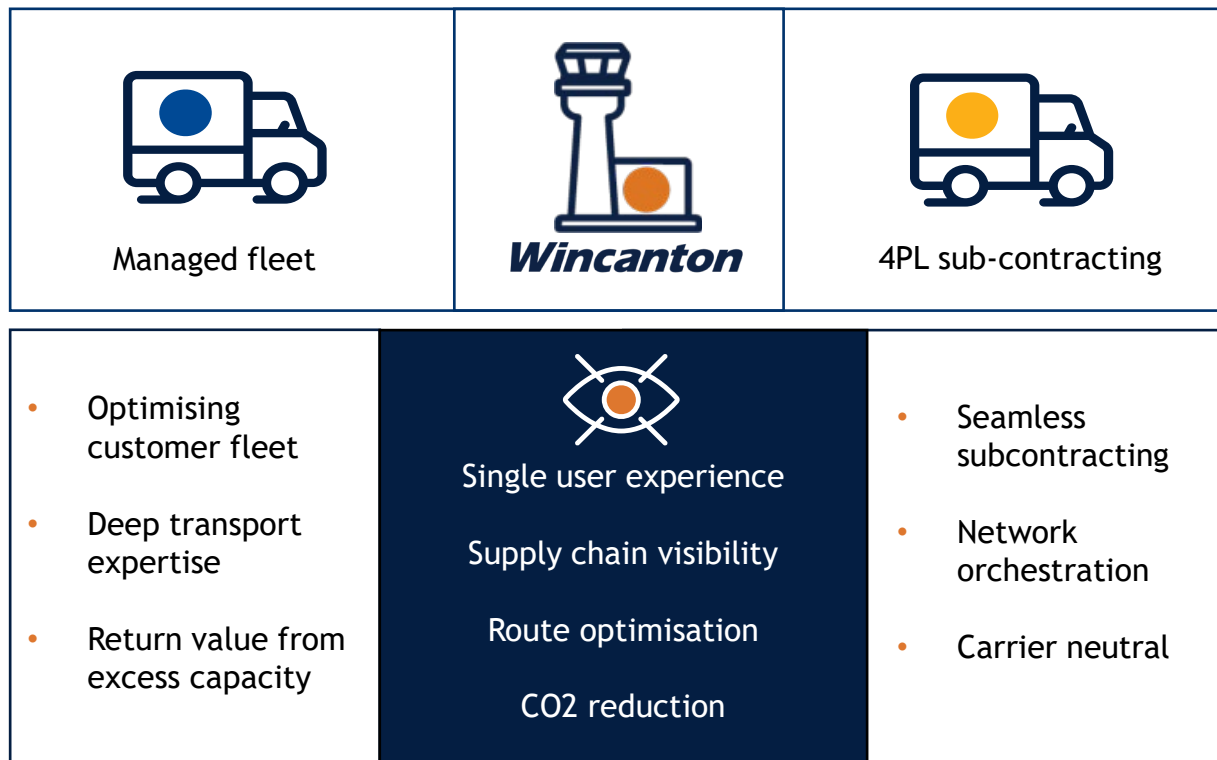 Managed fleet
Wincanton
4PL sub-contracting
• Optimising
customer fleet
• Deep transport
expertise
• Return value from
excess capacity
Single user experience
Supply chain visibility
Route optimisation
CO2 reduction
• Seamless
subcontracting
• Network
orchestration
• Carrier neutral